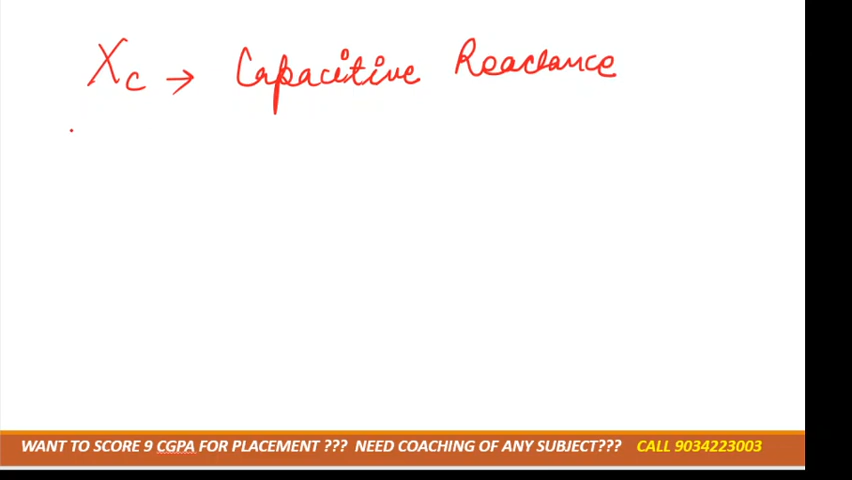 Xc → Capacitive Reactance
WANT TO SCORE 9 CGPA FOR PLACEMENT ??? NEED COACHING OF ANY SUBJECT??? CALL 9034223003